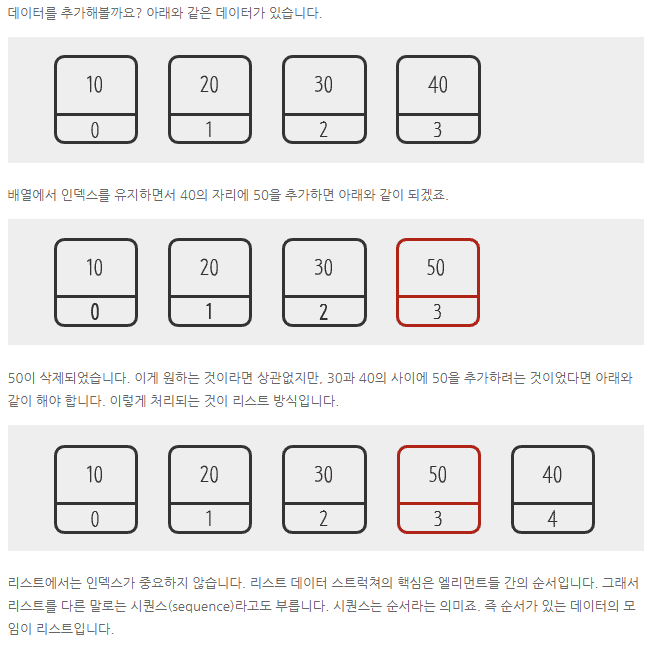 데이터를 추가해볼까요? 아래와 같은 데이터가 있습니다.
10 20 30 40
0 1 2 3
배열에서 인덱스를 유지하면서 40의 자리에 50을 추가하면 아래와 같이 되겠죠.
10 20 30 50
0 1 2 3
50이 삭제되었습니다. 이게 원하는 것이라면 상관없지만, 30과 40의 사이에 50을 추가하려는 것이었다면 아래와
같이 해야 합니다. 이렇게 처리되는 것이 리스트 방식입니다.
10 20 30 50 40
0 1 2 3 4
리스트에서는 인덱스가 중요하지 않습니다. 리스트 데이터 스트럭쳐의 핵심은 엘리먼트들 간의 순서입니다. 그래서
리스트를 다른 말로는 시퀀스(sequence)라고도 부릅니다. 시퀀스는 순서라는 의미죠. 즉 순서가 있는 데이터의 모
임이 리스트입니다.